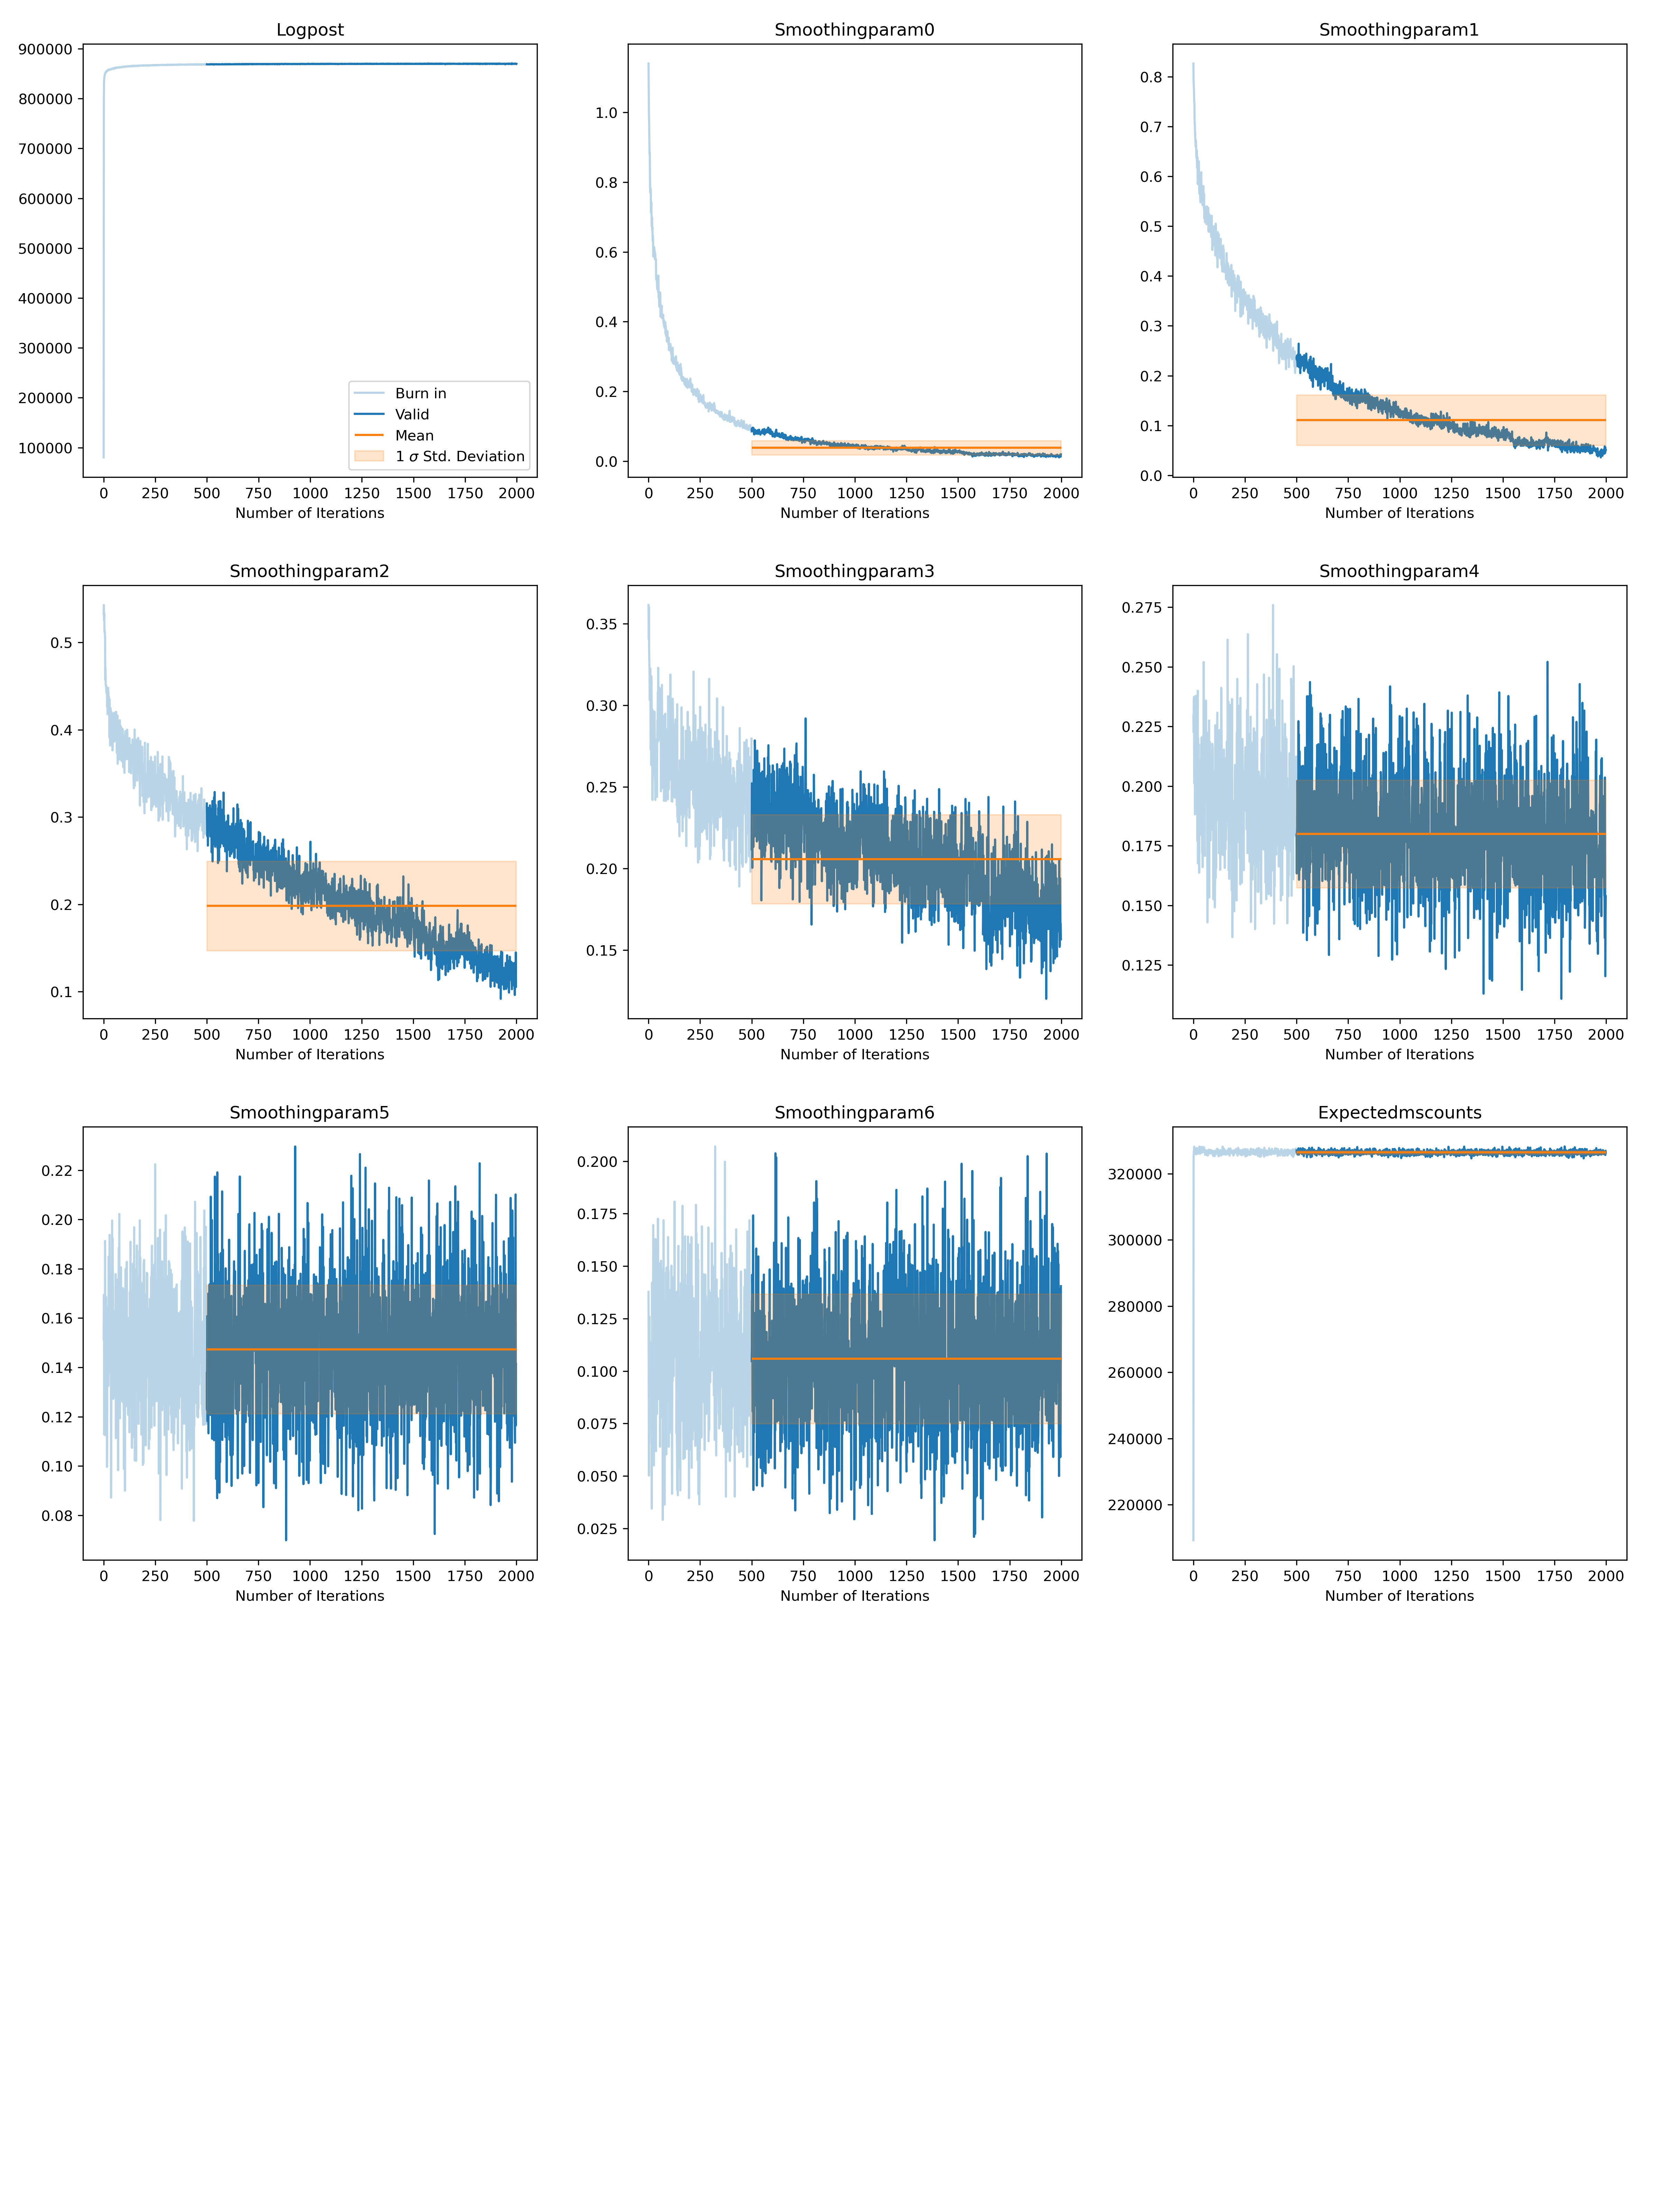 Logpost
900000
800000
700000
600000
500000
400000
300000
200000
100000
0 250 500 750 1000 1250 1500 1750 2000
Number of Iterations
Burn in
Valid
Mean
1 σ Std. Deviation
Smoothingparam0
1.0
0.8
0.6
0.4
0.2
0.0
0 250 500 750 1000 1250 1500 1750 2000
Number of Iterations
Smoothingparam1
0.8
0.7
0.6
0.5
0.4
0.3
0.2
0.1
0.0
0 250 500 750 1000 1250 1500 1750 2000
Number of Iterations
Smoothingparam2
0.5
0.4
0.3
0.2
0.1
0 250 500 750 1000 1250 1500 1750 2000
Number of Iterations
Smoothingparam3
0.35
0.30
0.25
0.20
0.15
0 250 500 750 1000 1250 1500 1750 2000
Number of Iterations
Smoothingparam4
0.275
0.250
0.225
0.200
0.175
0.150
0.125
0 250 500 750 1000 1250 1500 1750 2000
Number of Iterations
Smoothingparam5
0.22
0.20
0.18
0.16
0.14
0.12
0.10
0.08
0 250 500 750 1000 1250 1500 1750 2000
Number of Iterations
Smoothingparam6
0.200
0.175
0.150
0.125
0.100
0.075
0.050
0.025
0 250 500 750 1000 1250 1500 1750 2000
Number of Iterations
Expectedmscounts
320000
300000
280000
260000
240000
220000
0 250 500 750 1000 1250 1500 1750 2000
Number of Iterations